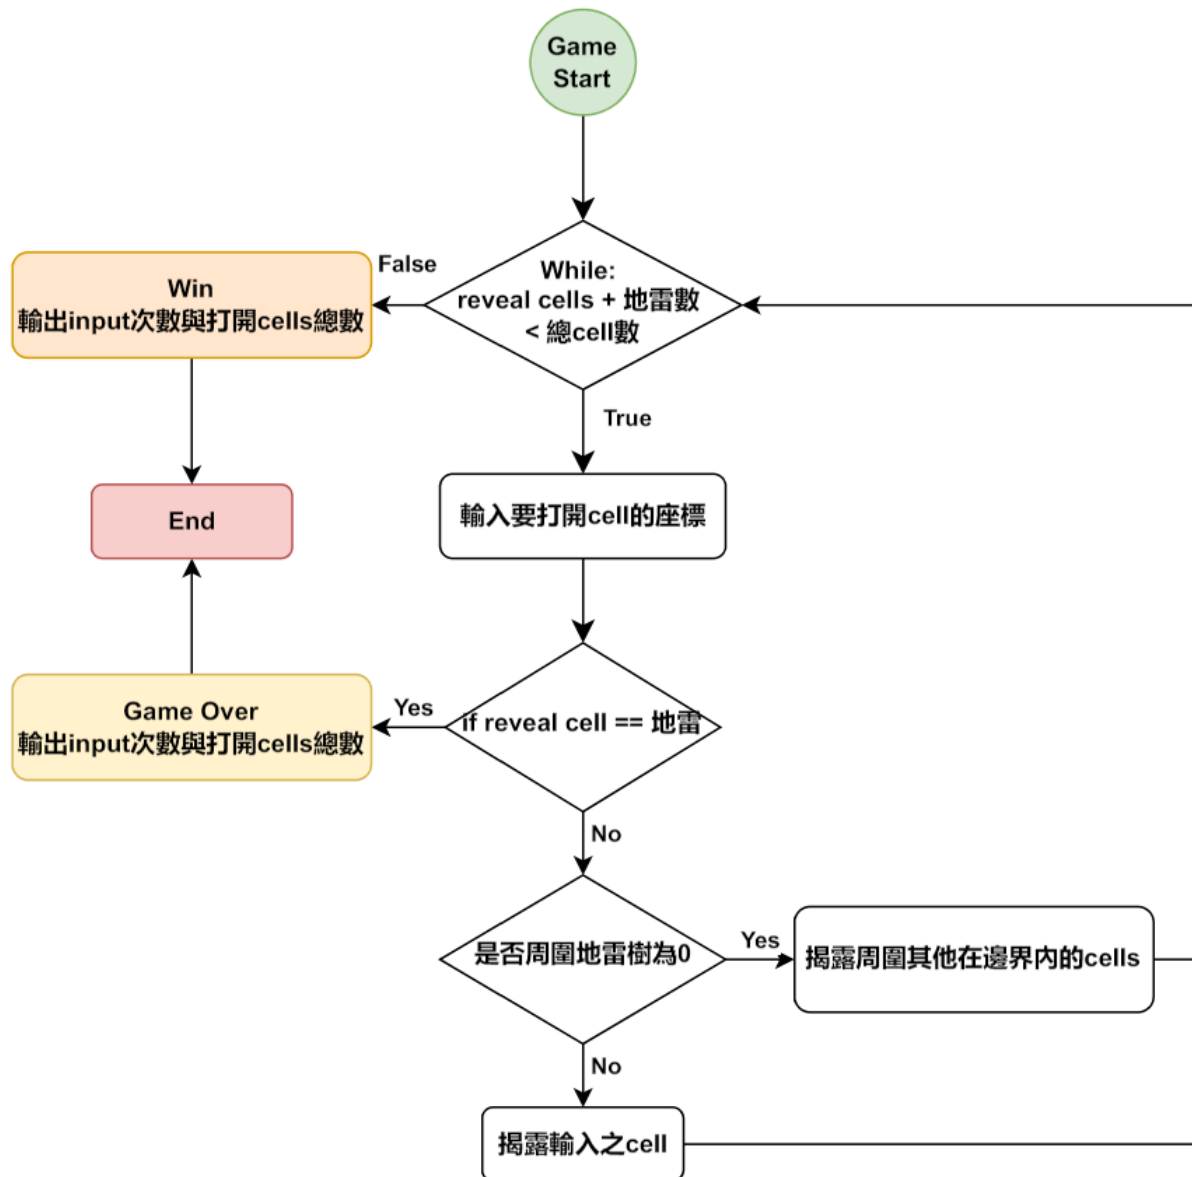 Game
Start
While:
reveal cells + 地雷數
< 總cell數
False
Win
輸出input次數與打開cells總數
True
End
輸入要打開cell的座標
if reveal cell == 地雷
Yes
Game Over
輸出input次數與打開cells總數
No
是否周圍地雷樹為0
Yes
揭露周圍其他在邊界內的cells
No
揭露輸入之cell